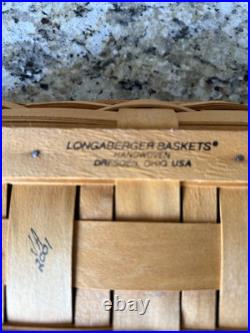 LONGABERGER BASKETS®
HANDWOVEN
DRESDEN, OHIO USA